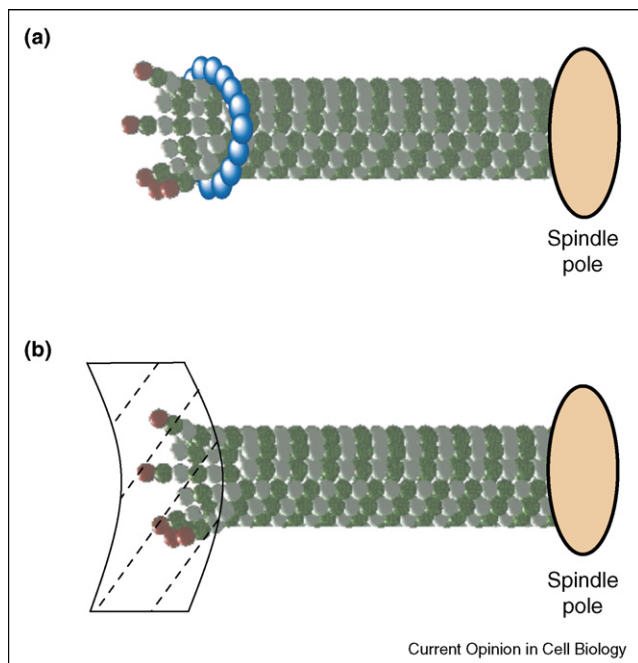 (a)
Spindle
pole
(b)
Spindle
pole
Current Opinion in Cell Biology